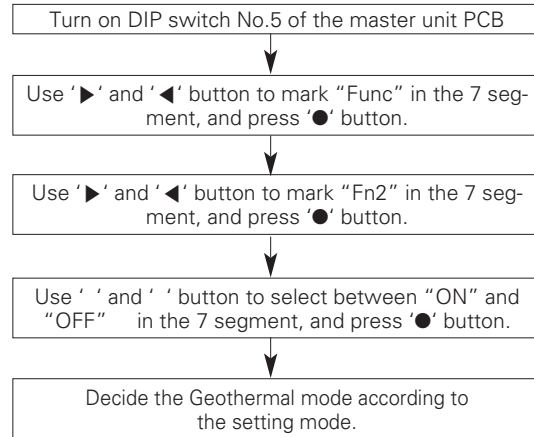 Turn on DIP switch No.5 of the master unit PCB
Use ‘▶’ and ‘◀‘ button to mark “Func” in the 7 seg-
ment, and press ‘●‘ button.
Use ‘▶’ and ‘◀‘ button to mark “Fn2” in the 7 seg-
ment, and press ‘●‘ button.
Use ‘ ‘ and ‘ ‘ button to select between “ON” and
“OFF” in the 7 segment, and press ‘●‘ button.
Decide the Geothermal mode according to
the setting mode.